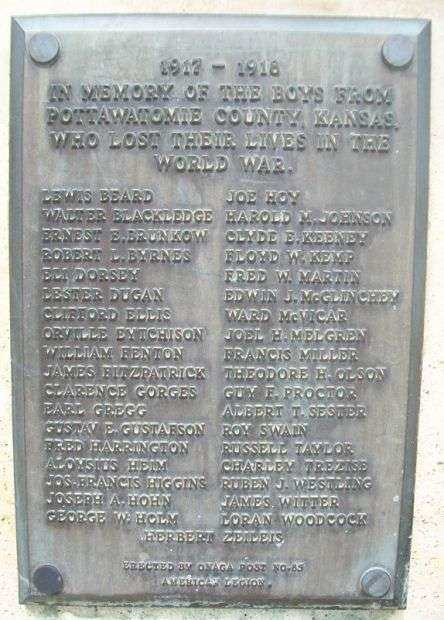 1917 - 1918
IN MEMORY OF THE BOYS FROM
POTTAWATOMIE COUNTY, KANSAS,
WHO LOST THEIR LIVES IN THE
WORLD WAR.
LEWIS BEARD
WALTER BLACKLEDGE
ERNEST E. BRUNKOW
ROBERT L. BYRNES
ELI DORSEY
LESTER DUGAN
CLIFFORD ELLIS
ORVILLE EYTCHISON
WILLIAM FENTON
JAMES FITZPATRICK
CLARENCE GORGES
EARL GREGG
GUSTAV E. GUSTAFSON
FRED HARRINGTON
ALOYSIUS HEIM
JOS. FRANCIS HIGGINS
JOSEPH A. HOHN
GEORGE W. HOLM
JOE HOY
HAROLD M. JOHNSON
CLYDE E. KEENEY
FLOYD W. KEMP
FRED W. MARTIN
EDWIN J. McGLINCHEY
WARD McVICAR
JOEL H. MELGREN
FRANCIS MILLER
THEODORE H. OLSON
GUY F. PROCTOR
ALBERT T. SESTER
ROY SWAIN
RUSSELL TAYLOR
CHARLEY TREZISE
RUBEN J. WESTLING
JAMES WITTER
LORAN WOODCOCK
HERBERT ZEILEIS
ERECTED BY ONAGA POST NO. 65
AMERICAN LEGION.